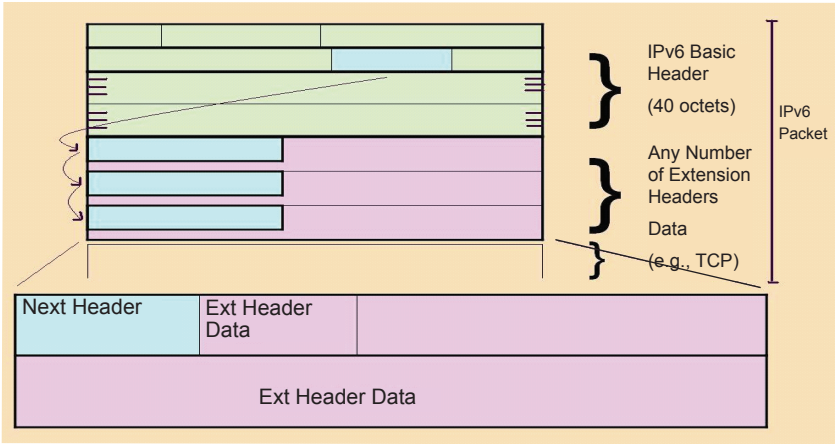 IPv6 Basic
Header
(40 octets)
IPv6
Packet
Any Number
of Extension
Headers
Data
(e.g., TCP)
Next Header
Ext Header
Data
Ext Header Data